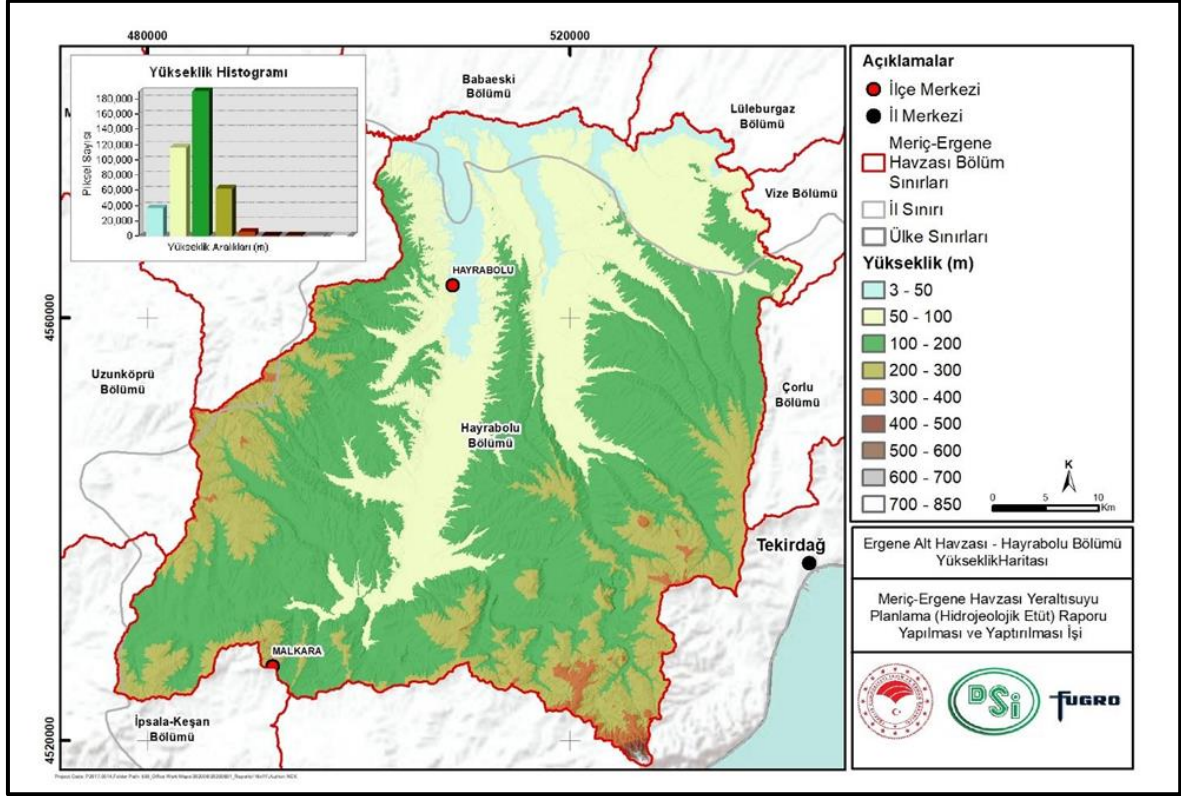 480000
520000
Yükseklik Histogramı
Piksel Sayısı
180,000
160,000
140,000
120,000
100,000
80,000
60,000
40,000
20,000
0
Yükseklik Aralıkları (m)
Babaeski
Bölümü
Lüleburgaz
Bölümü
Vize Bölümü
M
HAYRABOLU
4560000
Uzunköprü
Bölümü
Çorlu
Bölümü
Hayrabolu
Bölümü
Tekirdağ
MALKARA
İpsala-Keşan
Bölümü
4520000
Açıklamalar
İlçe Merkezi
İl Merkezi
Meriç-Ergene
Havzası Bölüm
Sınırları
İl Sınırı
Ülke Sınırları
Yükseklik (m)
3 - 50
50 - 100
100 - 200
200 - 300
300 - 400
400 - 500
500 - 600
600 - 700
700 - 850
K
0 5 10
Km
Ergene Alt Havzası - Hayrabolu Bölümü
YükseklikHaritası
Meriç-Ergene Havzası Yeraltısuyu
Planlama (Hidrojeolojik Etüt) Raporu
Yapılması ve Yaptırılması İşi
DSİ
FUGRO